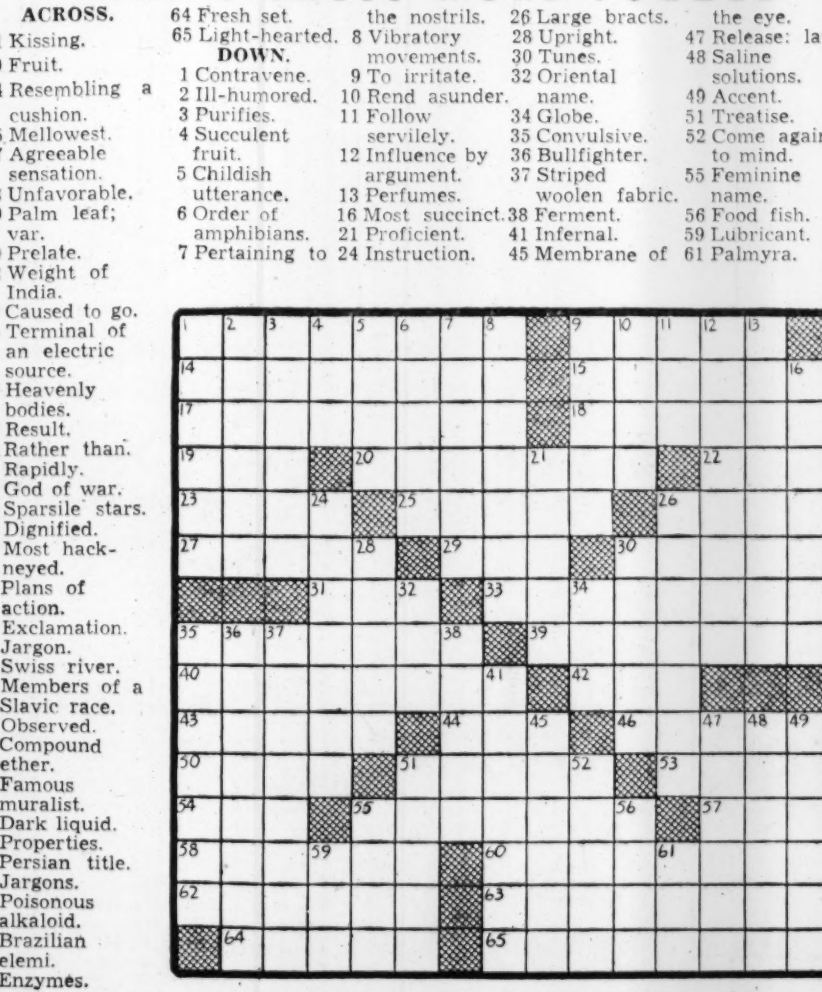 ACROSS.
Kissing.
Fruit.
Resembling a
cushion.
Mellowest.
Agreeable
sensation.
Unfavorable.
Palm leaf;
var.
Prelate.
Weight of
India.
Caused to go.
Terminal of
an electric
source.
Heavenly
bodies.
Result.
Rather than.
Rapidly.
God of war.
Sparsile stars.
Dignified.
Most hack-
neyed.
Plans of
action.
Exclamation.
Jargon.
Swiss river.
Members of a
Slavic race.
Observed.
Compound
ether.
Famous
muralist.
Dark liquid.
Properties.
Persian title.
Jargons.
Poisonous
alkaloid.
Brazilian
elemi.
Enzymes.
64 Fresh set.
65 Light-hearted.
DOWN.
1 Contravene.
2 Ill-humored.
3 Purifies.
4 Succulent
fruit.
5 Childish
utterance.
6 Order of
amphibians.
7 Pertaining to
the nostrils.
8 Vibratory
movements.
9 To irritate.
10 Rend asunder.
11 Follow
servilely.
12 Influence by
argument.
13 Perfumes.
16 Most succinct.
21 Proficient.
24 Instruction.
26 Large bracts.
28 Upright.
30 Tunes.
32 Oriental
name.
34 Globe.
35 Convulsive.
36 Bullfighter.
37 Striped
woolen fabric.
38 Ferment.
41 Infernal.
45 Membrane of
the eye.
47 Release: la
48 Saline
solutions.
49 Accent.
51 Treatise.
52 Come again
to mind.
55 Feminine
name.
56 Food fish.
59 Lubricant.
61 Palmyra.
1 2 3 4 5 6 7 8 9 10 11 12 13
14 15 16
17 18
19 20 21 22
23 24 25 26
27 28 29 30
31 32 33 34
35 36 37 38 39
40 41 42
43 44 45 46 47 48 49
50 51 52 53
54 55 56 57
58 59 60 61
62 63
64 65